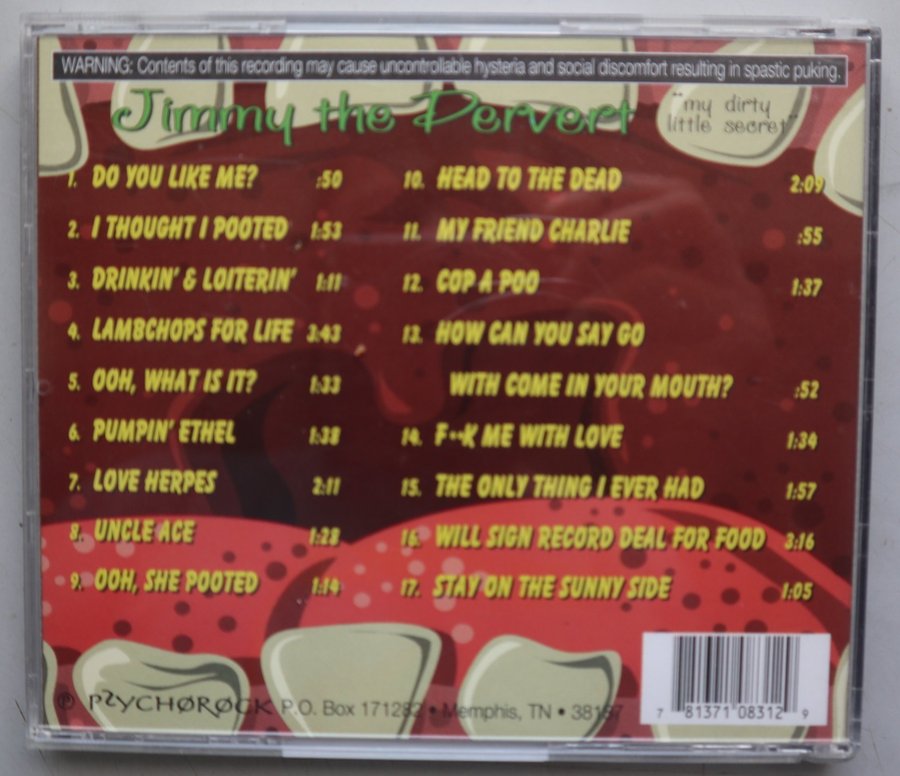 WARNING: Contents of this recording may cause uncontrollable hysteria and social discomfort resulting in spastic puking.
Jimmy the Pervert
"my dirty
little secret"
1. DO YOU LIKE ME? :50
2. I THOUGHT I POOTED 1:53
3. DRINKIN' & LOITERIN' 1:11
4. LAMBCHOPS FOR LIFE 3:43
5. OOH, WHAT IS IT? 1:33
6. PUMPIN' ETHEL 1:38
7. LOVE HERPES 2:11
8. UNCLE ACE 1:28
9. OOH, SHE POOTED 1:14
10. HEAD TO THE DEAD 2:09
11. MY FRIEND CHARLIE :55
12. COP A POO 1:37
13. HOW CAN YOU SAY GO
WITH COME IN YOUR MOUTH? :52
14. F**K ME WITH LOVE 1:34
15. THE ONLY THING I EVER HAD 1:57
16. WILL SIGN RECORD DEAL FOR FOOD 3:16
17. STAY ON THE SUNNY SIDE 1:05
℗ PSYCHØRØCK P.O. Box 171282 • Memphis, TN • 38187
7 81371 08312 9